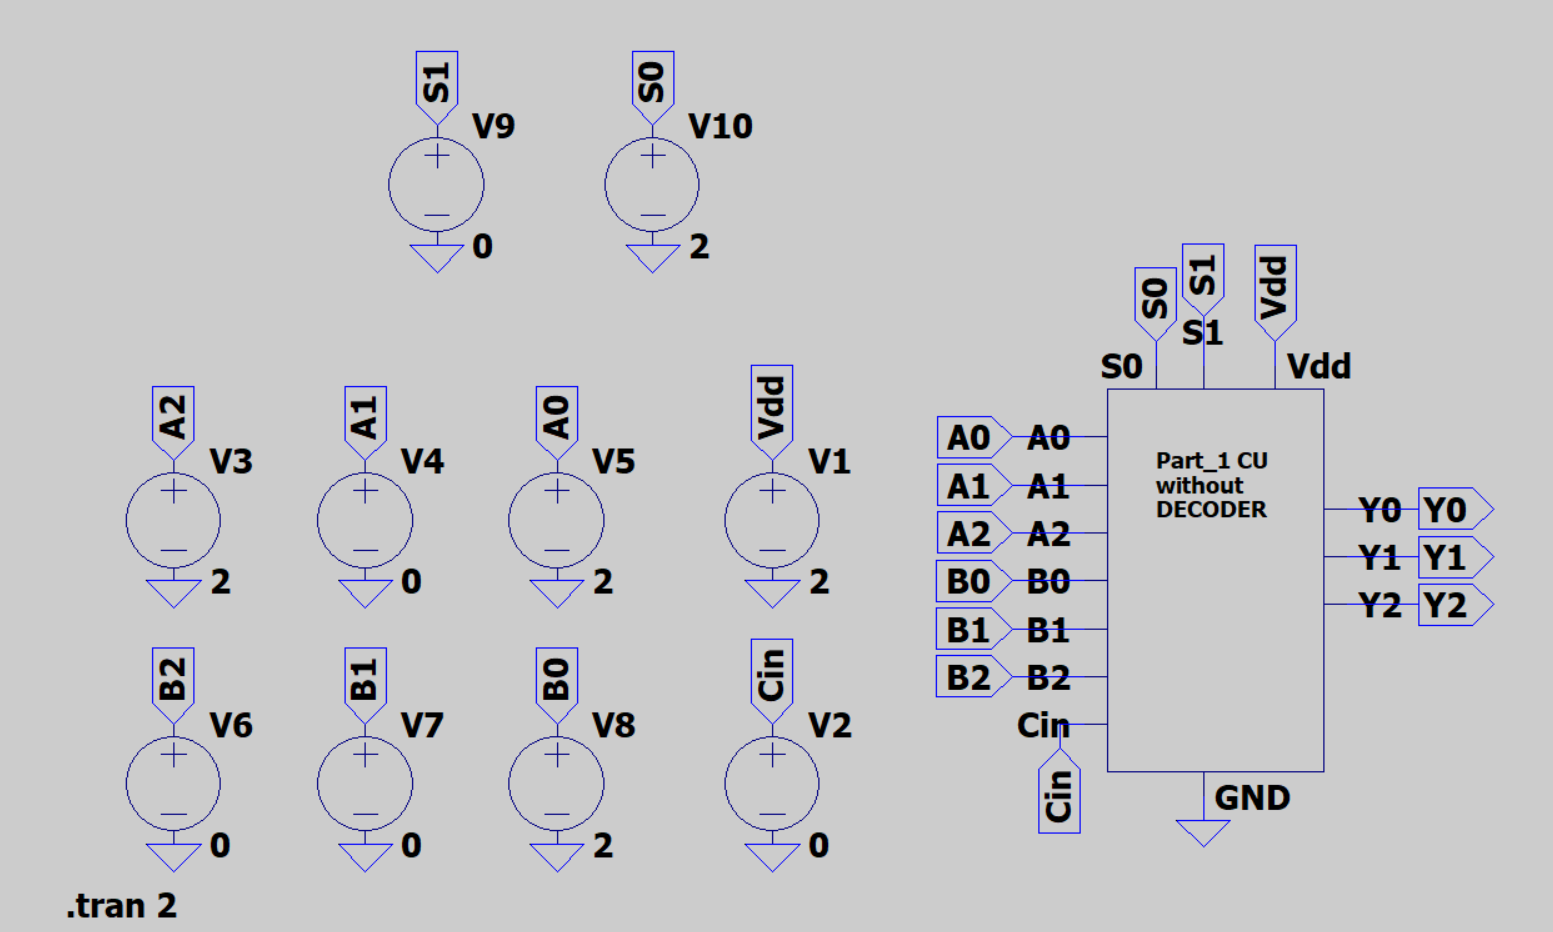 S1
V9
0
S0
V10
2
A2
V3
2
A1
V4
0
A0
V5
2
Vdd
V1
2
B2
V6
0
B1
V7
0
B0
V8
2
Cin
V2
0
.tran 2
S0
S0
S1
S1
Vdd
Vdd
A0 A0
A1 A1
A2 A2
B0 B0
B1 B1
B2 B2
Cin
Cin
Part_1 CU
without
DECODER
Y0 Y0
Y1 Y1
Y2 Y2
GND